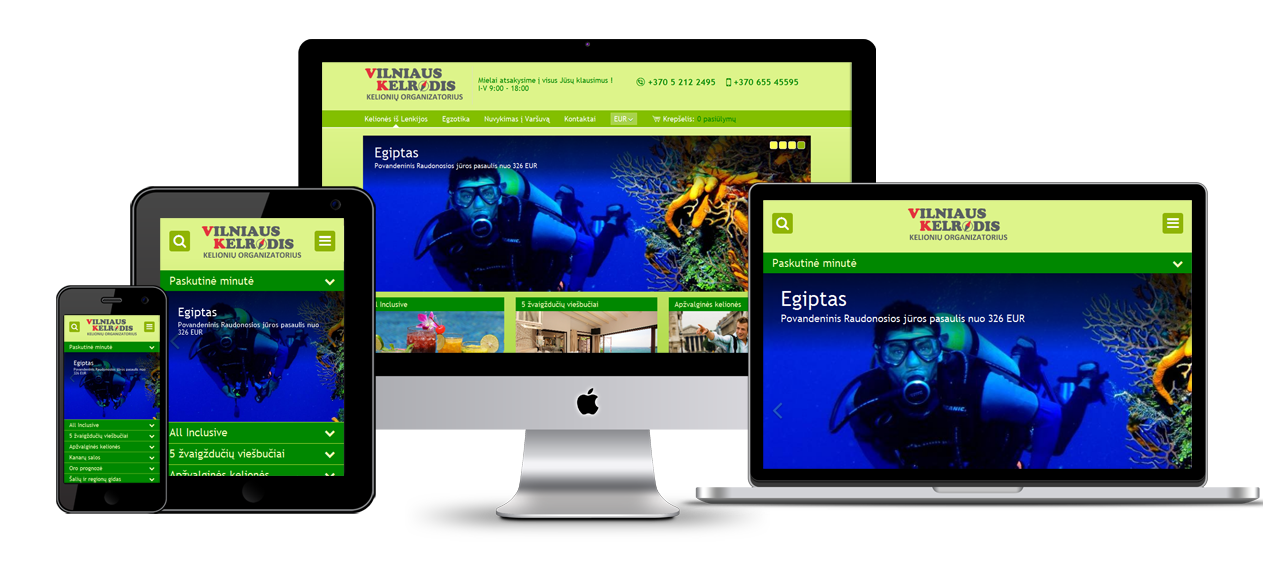 VILNIAUS
KELRODIS
KELIONIŲ ORGANIZATORIUS
Mielai atsakysime į visus Jūsų klausimus I
I-V 9:00 - 18:00
+370 5 212 2495
+370 655 45595
Kelionės iš Lenkijos Egzotika Nuvykimas į Varšuvą Kontaktai EUR Krepšelis: 0 pasiūlymų
Egiptas
Povandeninis Raudonosios jūros pasaulis nuo 326 EUR
Inclusive
5 žvaigždučių viešbučiai
Apžvalginės kelionės
VILNIAUS
KELRODIS
KELIONIŲ ORGANIZATORIUS
Paskutinė minutė
Egiptas
Povandeninis Raudonosios jūros pasaulis nuo
326 EUR
All Inclusive
5 žvaigždučių viešbučiai
Apžvalginės kelionės
VILNIAUS
KELRODIS
KELIONIŲ ORGANIZATORIUS
Paskutinė minutė
Egiptas
Povandeninis Raudonosios jūros pasaulis nuo
326 EUR
All Inclusive
5 žvaigždučių viešbučiai
Apžvalginės kelionės
Kanarų salos
Oro prognozė
Šalių ir regionų gidas
VILNIAUS
KELRODIS
KELIONIŲ ORGANIZATORIUS
Paskutinė minutė
Egiptas
Povandeninis Raudonosios jūros pasaulis nuo 326 EUR